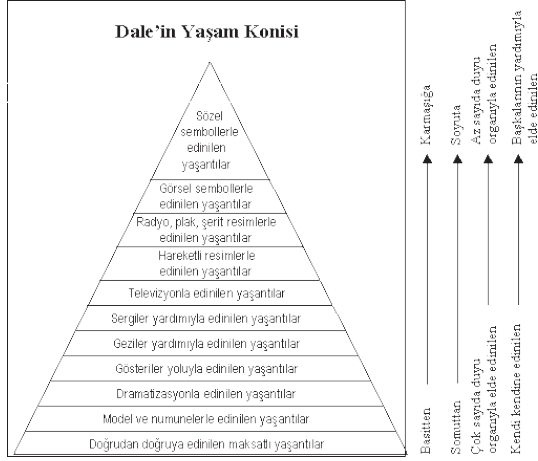 Dale'in Yaşam Konisi
Sözel
sembollerle
edinilen
yaşantılar
Görsel sembollerle
edinilen yaşantılar
Radyo, plak, şerit resimlerle
edinilen yaşantılar
Hareketli resimlerle
edinilen yaşantılar
Televizyonla edinilen yaşantılar
Sergiler yardımıyla edinilen yaşantılar
Geziler yardımıyla edinilen yaşantılar
Gösteriler yoluyla edinilen yaşantılar
Dramatizasyonla edinilen yaşantılar
Model ve numunelerle edinilen yaşantılar
Doğrudan doğruya edinilen maksatlı yaşantılar
Basitten
Karmaşığa
Somuttan
Soyuta
Çok sayıda duyu
organıyla elde edinilen
Az sayıda duyu
organıyla edinilen
Kendi kendine edinilen
Başkalarının yardımıyla
elde edinilen